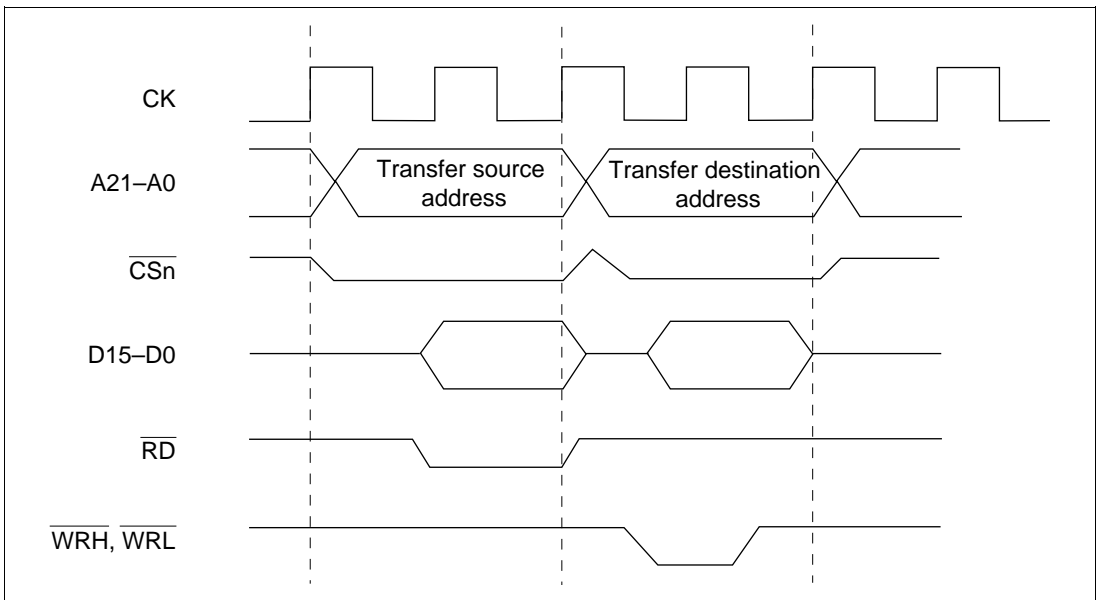 CK
A21–A0
Transfer source
address
Transfer destination
address
CSn
D15–D0
RD
WRH, WRL